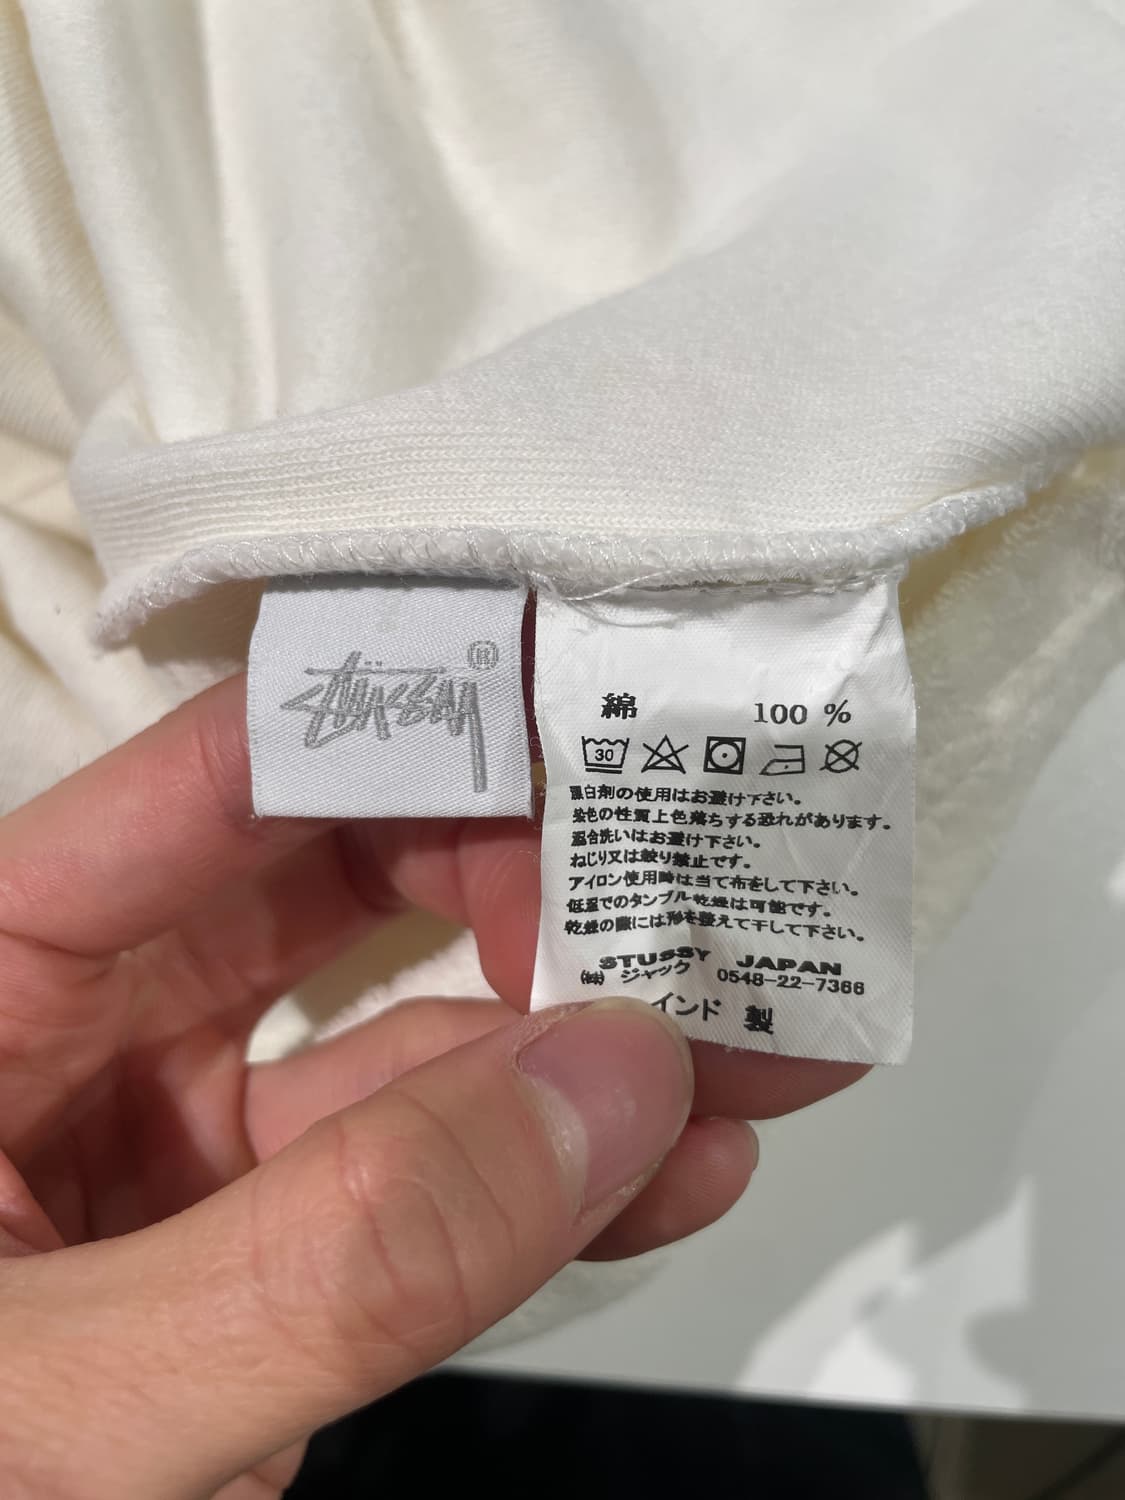 Stüssy ®
綿 100 %
30
漂白剤の使用はお避け下さい。
染色の性質上色落ちする恐れがあります。
混合洗いはお避け下さい。
ねじり又は絞り禁止です。
アイロン使用時は当て布をして下さい。
低温でのタンブル乾燥は可能です。
乾燥の際には形を整えて干して下さい。
STUSSY JAPAN
㈱ ジャック 0548-22-7366
インド 製